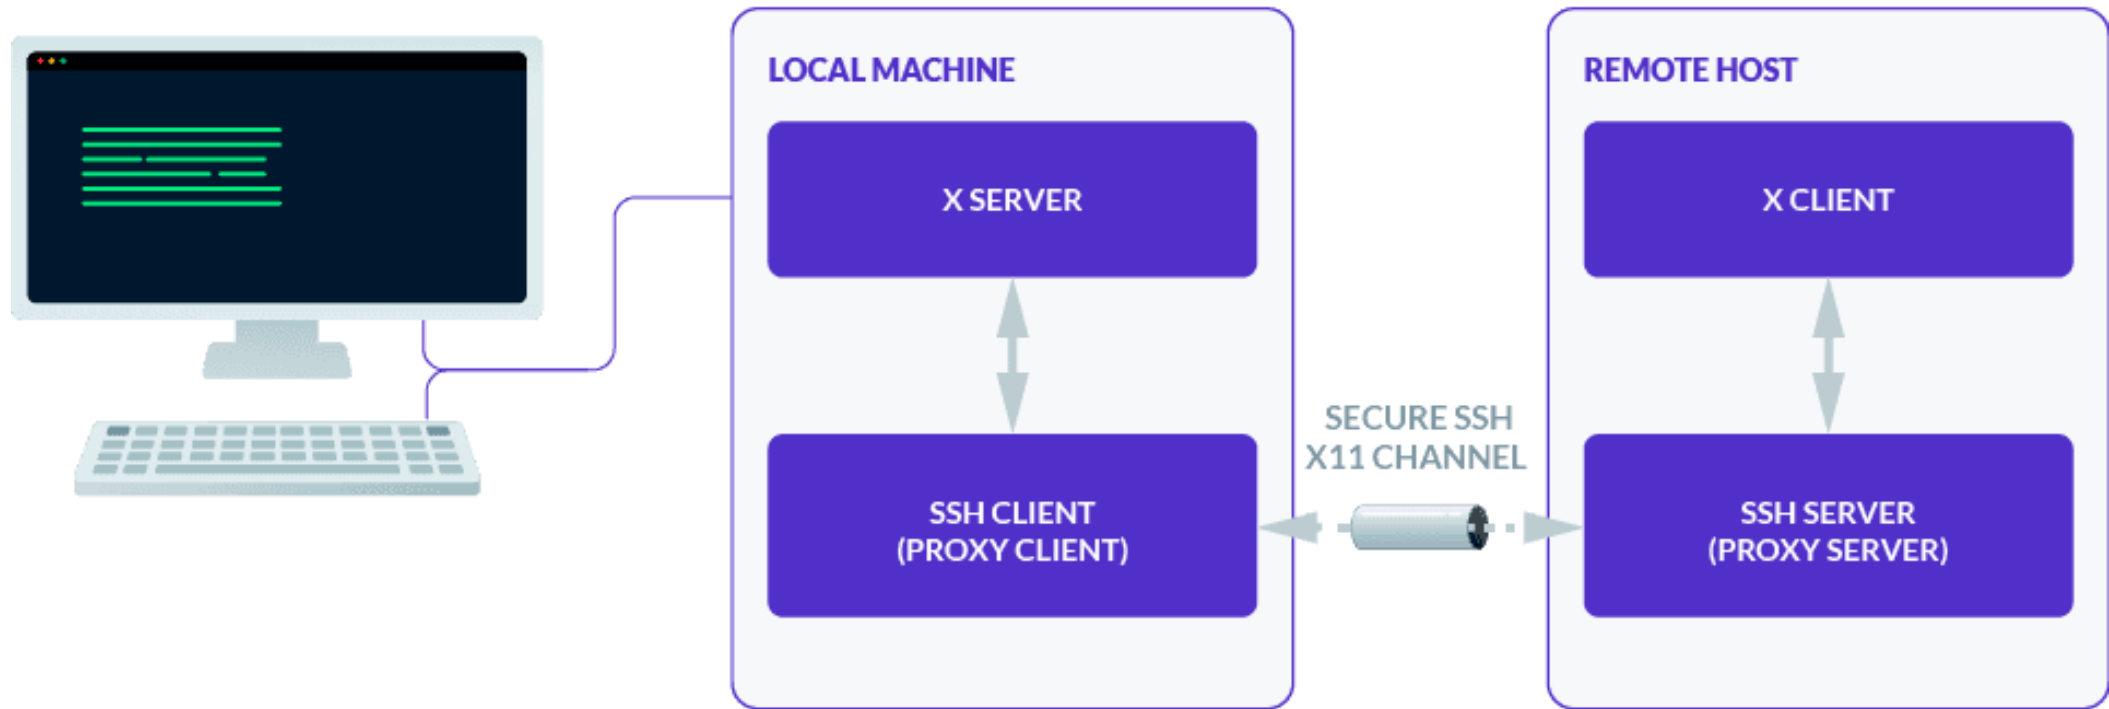 LOCAL MACHINE
X SERVER
SSH CLIENT
(PROXY CLIENT)
SECURE SSH
X11 CHANNEL
REMOTE HOST
X CLIENT
SSH SERVER
(PROXY SERVER)